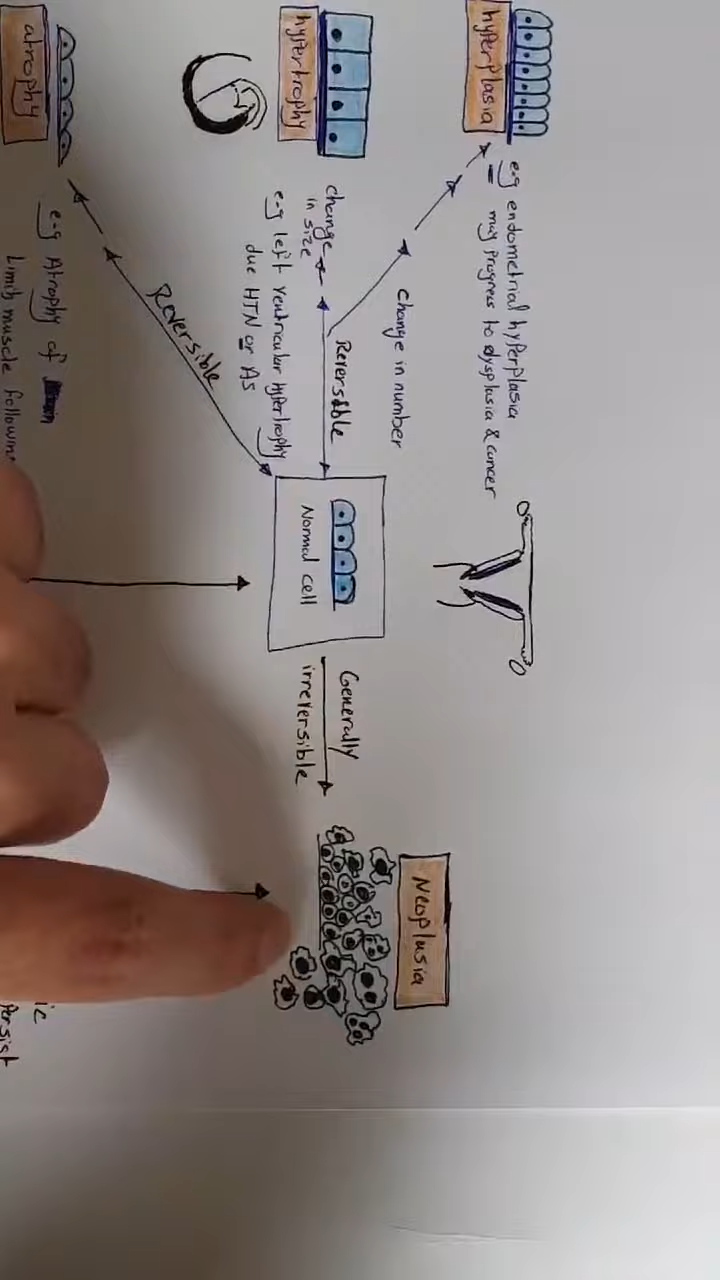 hyperplasia
e.g endometrial hyperplasia
may progress to dysplasia & cancer
change in number
hypertrophy
change
in size
e.g left ventricular hypertrophy
due HTN or AS
Reversible
atrophy
e.g Atrophy of
Limb muscle following
Reversible
Normal cell
Generally
irreversible
Neoplasia
ic
persist